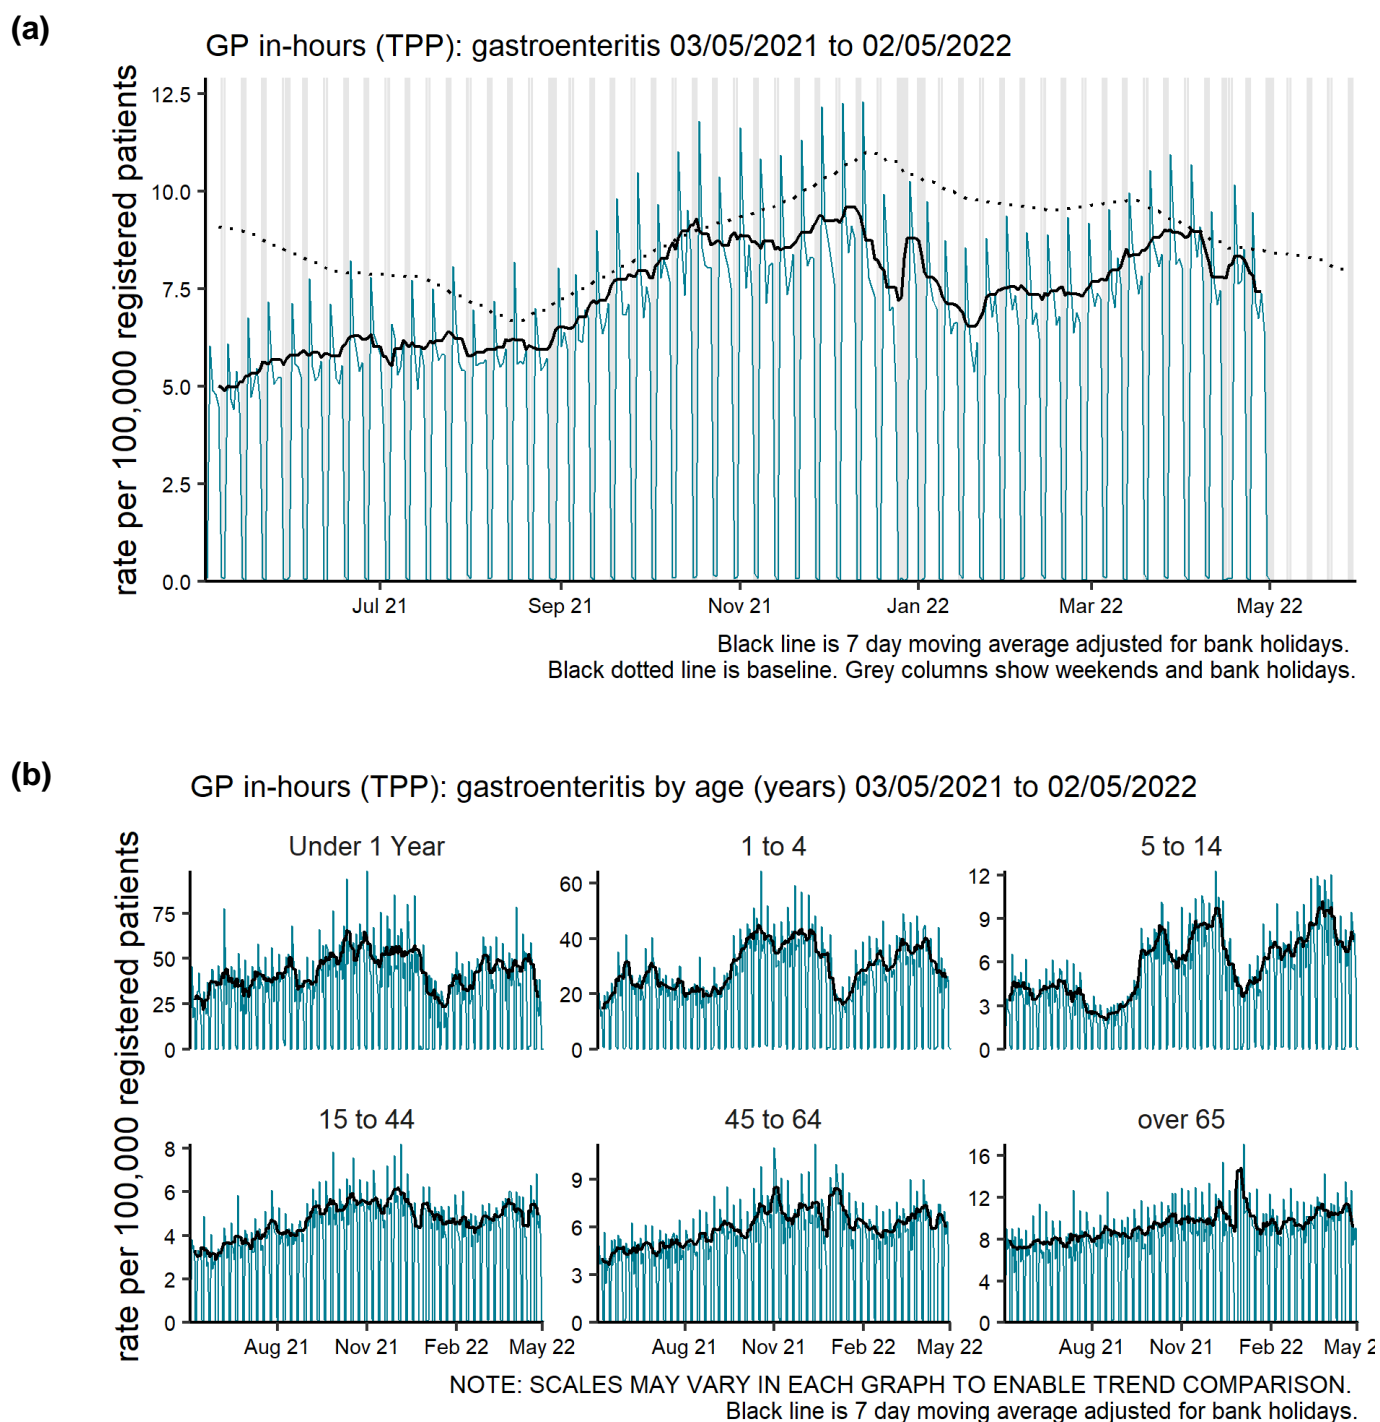 (a)
GP in-hours (TPP): gastroenteritis 03/05/2021 to 02/05/2022
rate per 100,000 registered patients
12.5
10.0
7.5
5.0
2.5
0.0
Jul 21 Sep 21 Nov 21 Jan 22 Mar 22 May 22
Black line is 7 day moving average adjusted for bank holidays.
Black dotted line is baseline. Grey columns show weekends and bank holidays.
(b)
GP in-hours (TPP): gastroenteritis by age (years) 03/05/2021 to 02/05/2022
rate per 100,000 registered patients
Under 1 Year
75
50
25
0
1 to 4
60
40
20
0
5 to 14
12
9
6
3
0
15 to 44
8
6
4
2
0
45 to 64
9
6
3
0
over 65
16
12
8
4
0
Aug 21 Nov 21 Feb 22 May 22 Aug 21 Nov 21 Feb 22 May 22 Aug 21 Nov 21 Feb 22 May 2
NOTE: SCALES MAY VARY IN EACH GRAPH TO ENABLE TREND COMPARISON.
Black line is 7 day moving average adjusted for bank holidays.